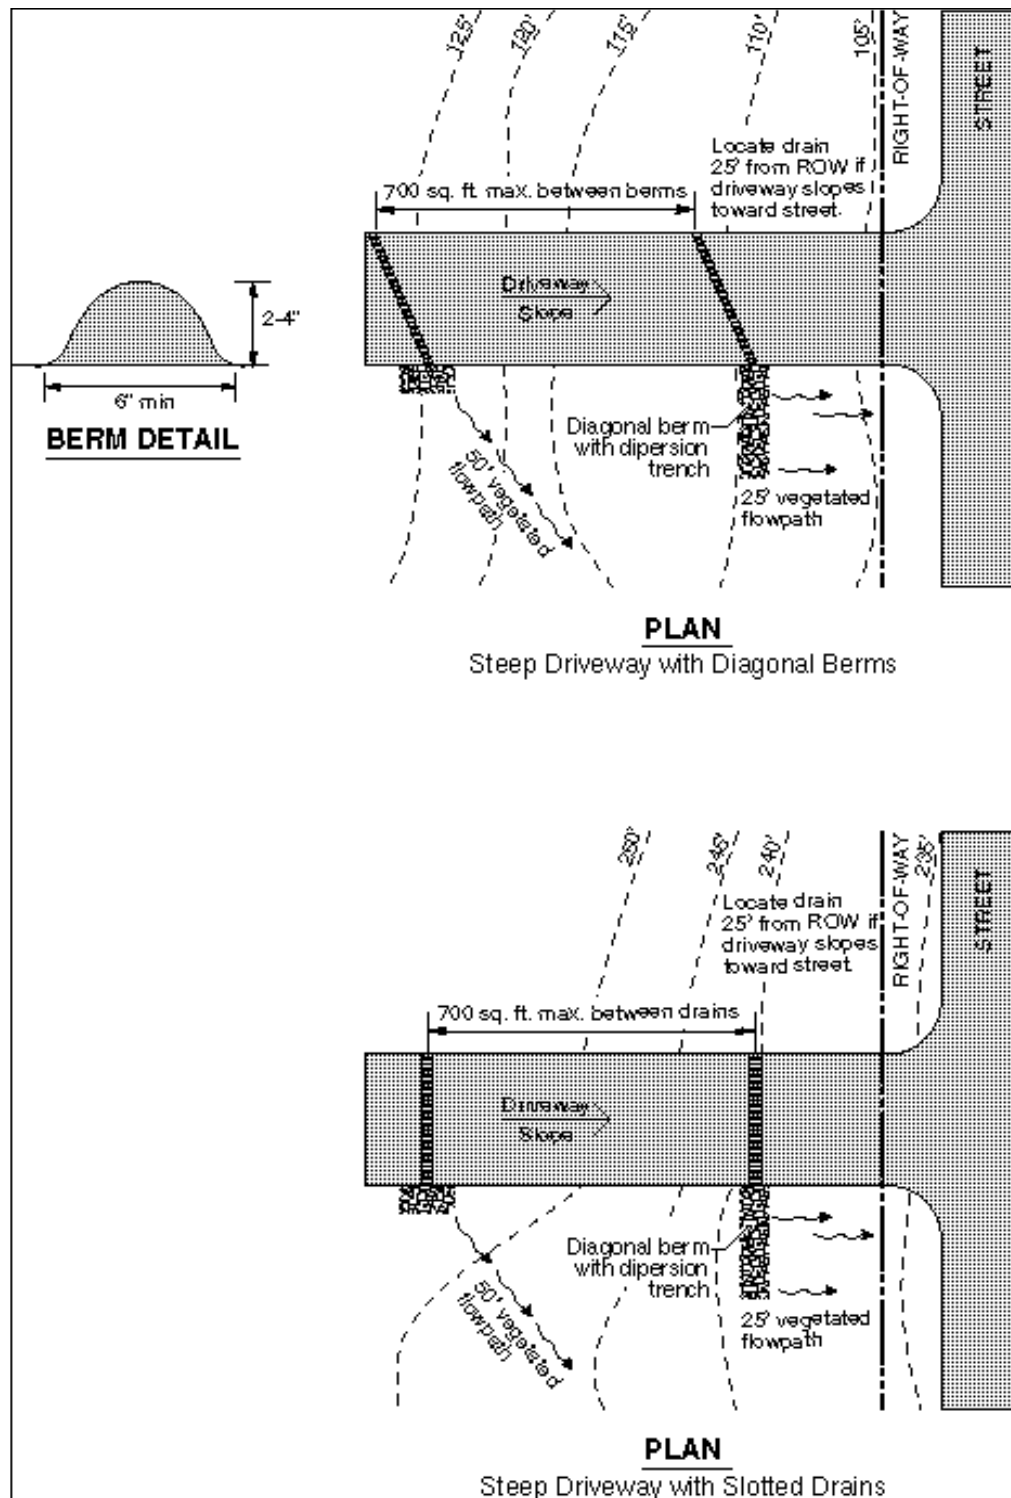 125'
120'
115'
110'
105'
RIGHT-OF-WAY
STREET
Locate drain
25' from ROW if
driveway slopes
toward street.
700 sq. ft. max. between berms
Driveway
Slope
2-4"
6" min
BERM DETAIL
Diagonal berm
with dipersion
trench
50' vegetated
flowpath
25' vegetated
flowpath
PLAN
Steep Driveway with Diagonal Berms
250'
245'
240'
235'
RIGHT-OF-WAY
STREET
Locate drain
25' from ROW if
driveway slopes
toward street.
700 sq. ft. max. between drains
Driveway
Slope
Diagonal berm
with dipersion
trench
50' vegetated
flowpath
25' vegetated
flowpath
PLAN
Steep Driveway with Slotted Drains